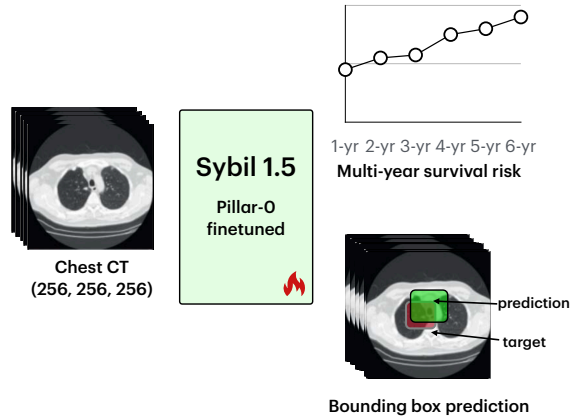 Chest CT
(256, 256, 256)
Sybil 1.5
Pillar-0
finetuned
1-yr 2-yr 3-yr 4-yr 5-yr 6-yr
Multi-year survival risk
prediction
target
Bounding box prediction